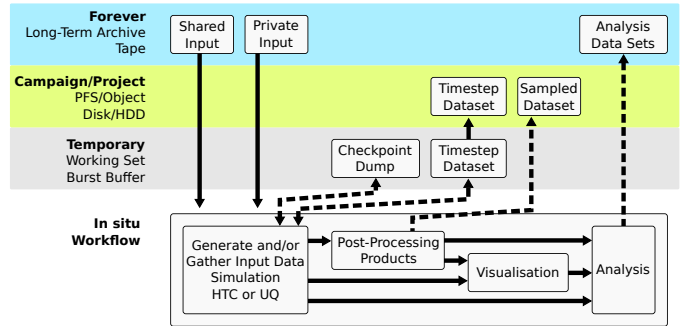 Forever
Long-Term Archive
Tape
Shared
Input
Private
Input
Analysis
Data Sets
Campaign/Project
PFS/Object
Disk/HDD
Timestep
Dataset
Sampled
Dataset
Temporary
Working Set
Burst Buffer
Checkpoint
Dump
Timestep
Dataset
In situ
Workflow
Generate and/or
Gather Input Data
Simulation
HTC or UQ
Post-Processing
Products
Visualisation
Analysis